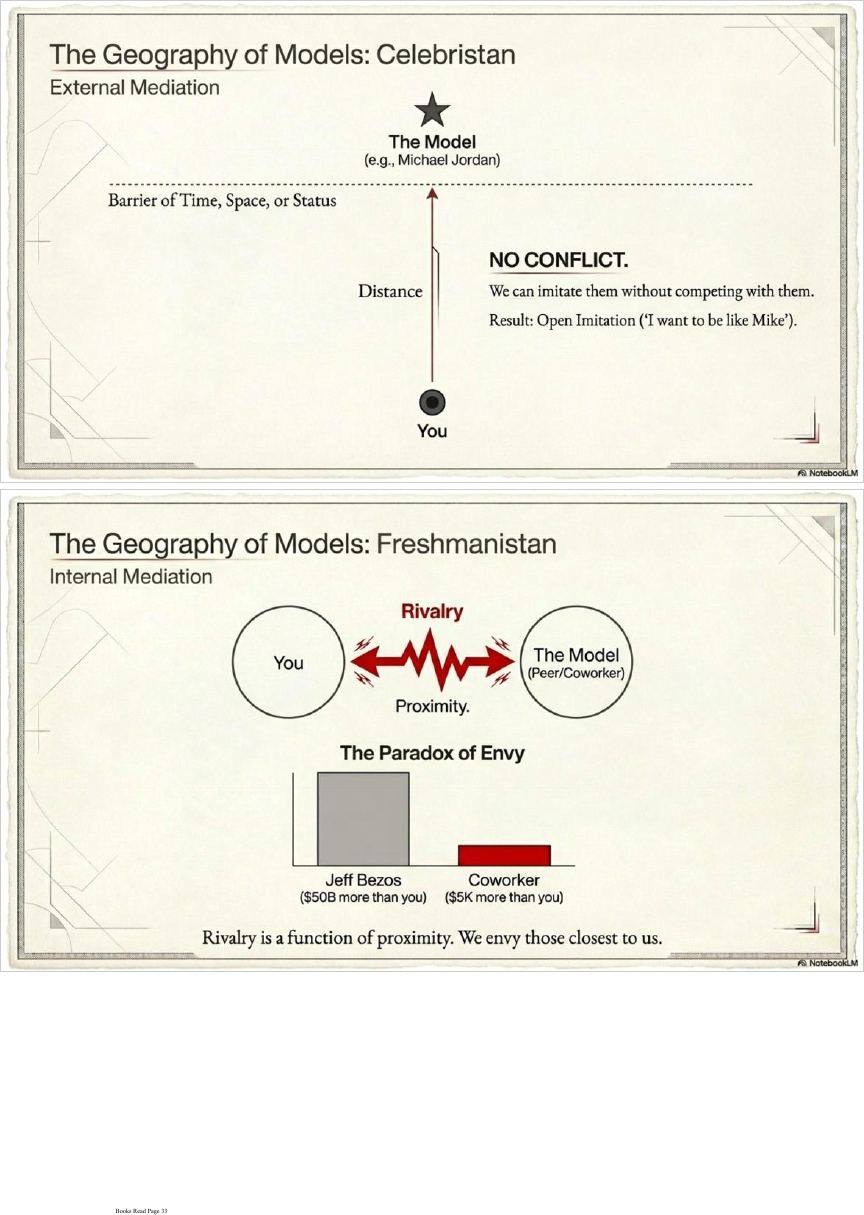 The Geography of Models: Celebristan
External Mediation
The Model
(e.g., Michael Jordan)
Barrier of Time, Space, or Status
NO CONFLICT.
Distance
We can imitate them without competing with them.
Result: Open Imitation (‘I want to be like Mike’).
You
NotebookLM
The Geography of Models: Freshmanistan
Internal Mediation
Rivalry
You
The Model
(Peer/Coworker)
Proximity.
The Paradox of Envy
Jeff Bezos
($50B more than you)
Coworker
($5K more than you)
Rivalry is a function of proximity. We envy those closest to us.
NotebookLM
Books Read Page 33